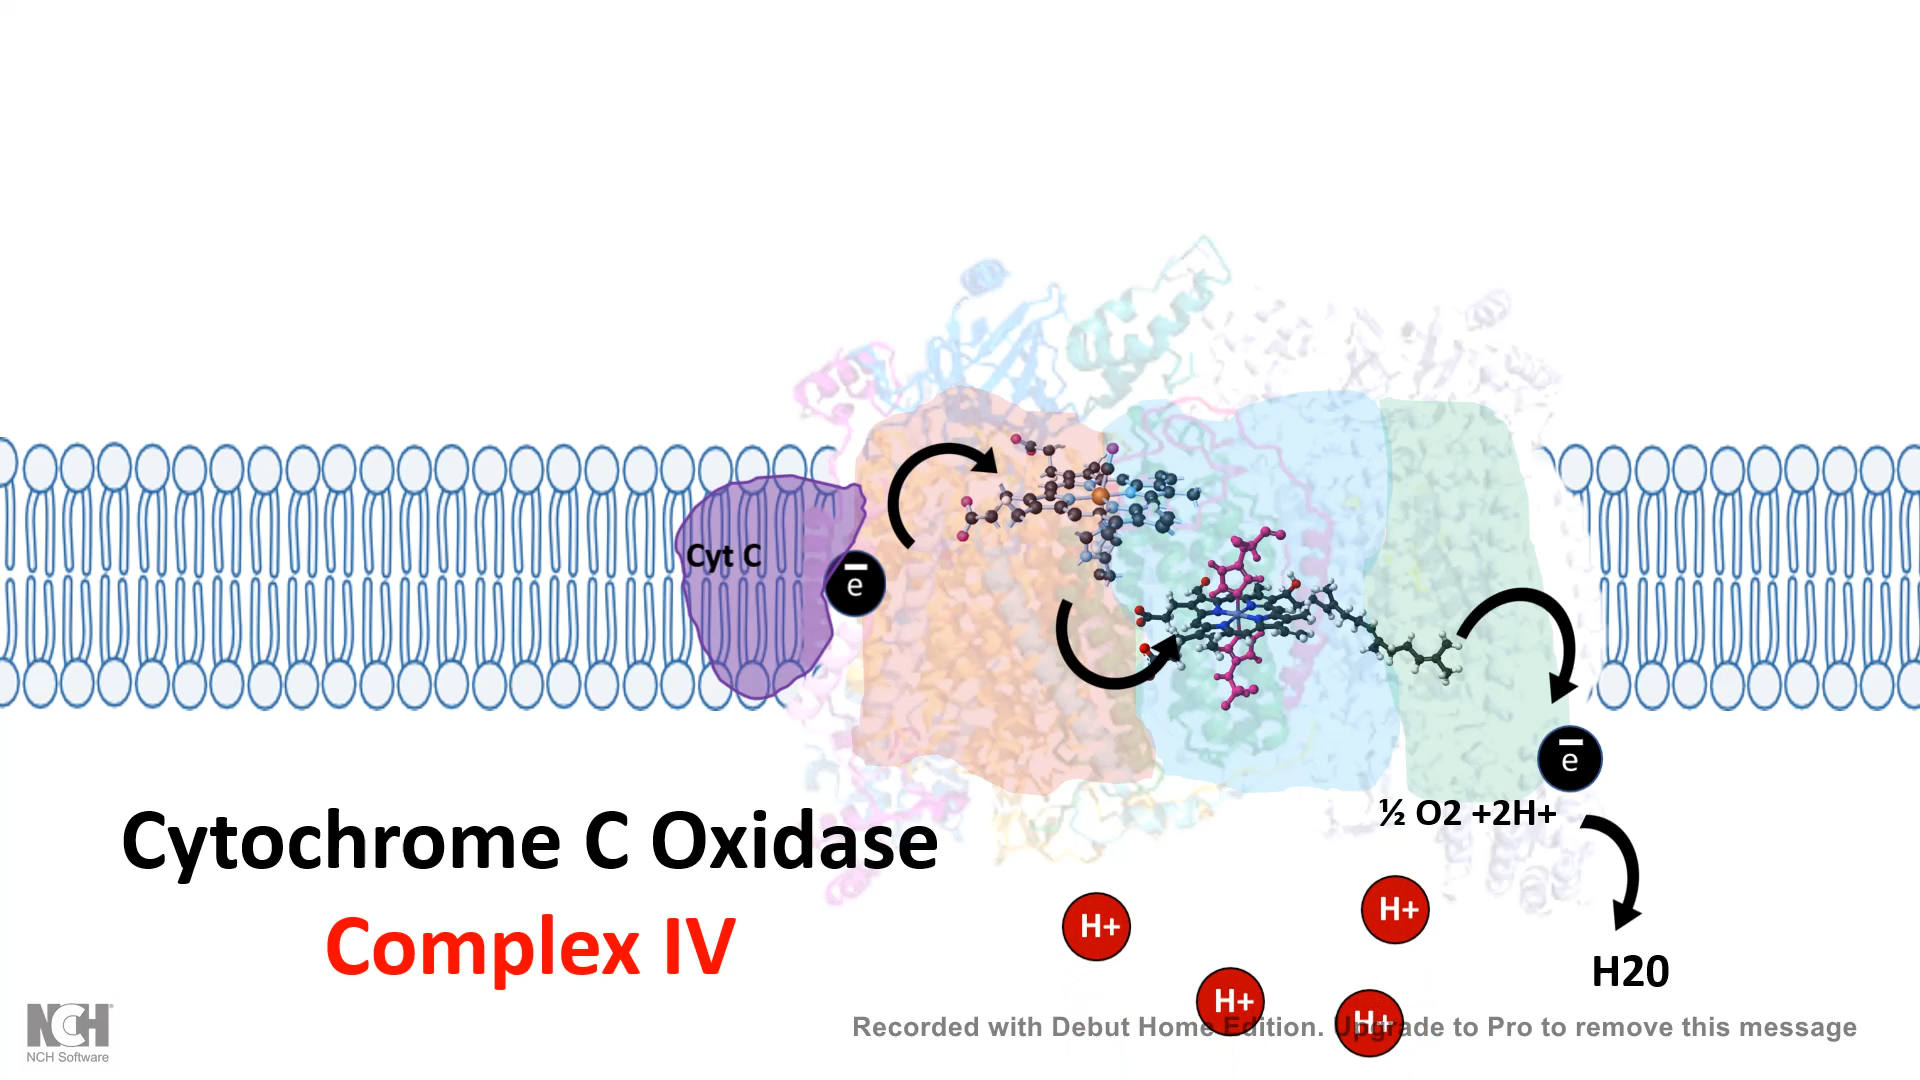 Cyt C
e
e
½ O2 +2H+
Cytochrome C Oxidase
Complex IV
H+
H+
H+
H+
H20
NCH
NCH Software
Recorded with Debut Home Edition. Upgrade to Pro to remove this message